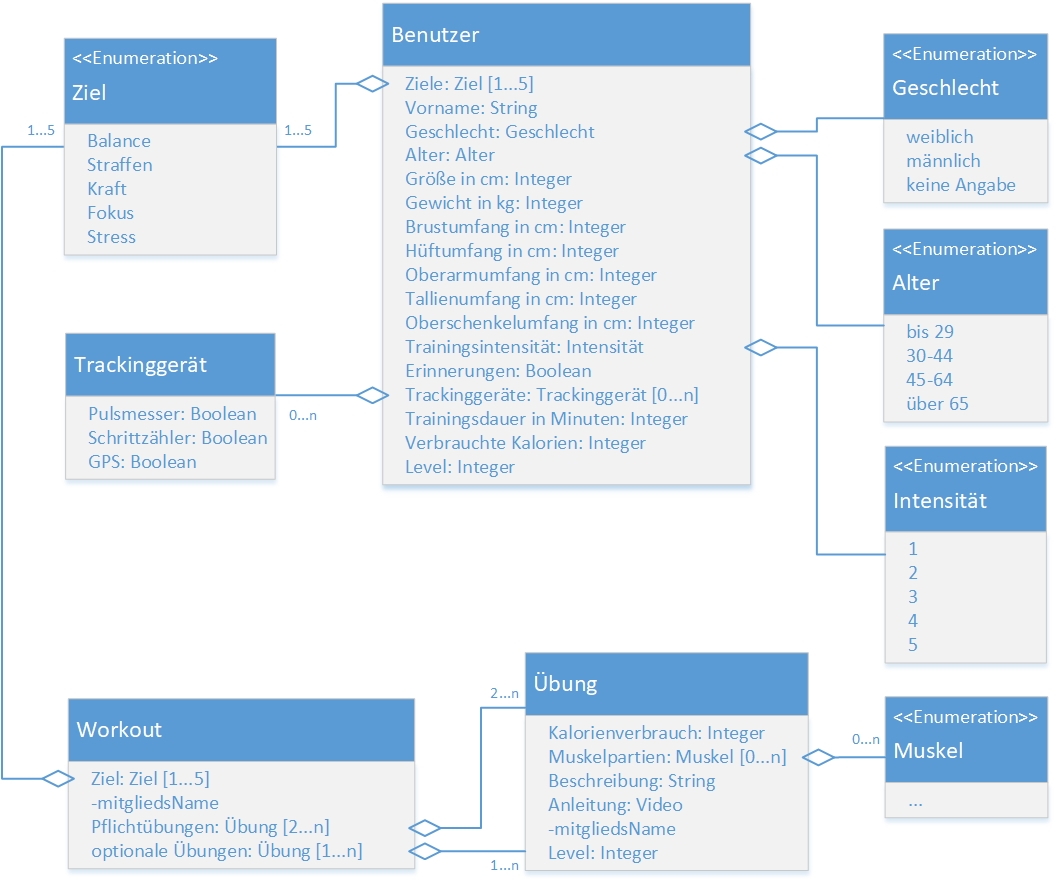 <<Enumeration>>
Ziel
Balance
Straffen
Kraft
Fokus
Stress
1...5
1...5
Benutzer
Ziele: Ziel [1...5]
Vorname: String
Geschlecht: Geschlecht
Alter: Alter
Größe in cm: Integer
Gewicht in kg: Integer
Brustumfang in cm: Integer
Hüftumfang in cm: Integer
Oberarmumfang in cm: Integer
Tallienumfang in cm: Integer
Oberschenkelumfang in cm: Integer
Trainingsintensität: Intensität
Erinnerungen: Boolean
Trackinggeräte: Trackinggerät [0...n]
Trainingsdauer in Minuten: Integer
Verbrauchte Kalorien: Integer
Level: Integer
<<Enumeration>>
Geschlecht
weiblich
männlich
keine Angabe
<<Enumeration>>
Alter
bis 29
30-44
45-64
über 65
Trackinggerät
Pulsmesser: Boolean
Schrittzähler: Boolean
GPS: Boolean
0...n
<<Enumeration>>
Intensität
1
2
3
4
5
Workout
Ziel: Ziel [1...5]
-mitgliedsName
Pflichtübungen: Übung [2...n]
optionale Übungen: Übung [1...n]
2...n
1...n
Übung
Kalorienverbrauch: Integer
Muskelpartien: Muskel [0...n]
Beschreibung: String
Anleitung: Video
-mitgliedsName
Level: Integer
0...n
<<Enumeration>>
Muskel
...